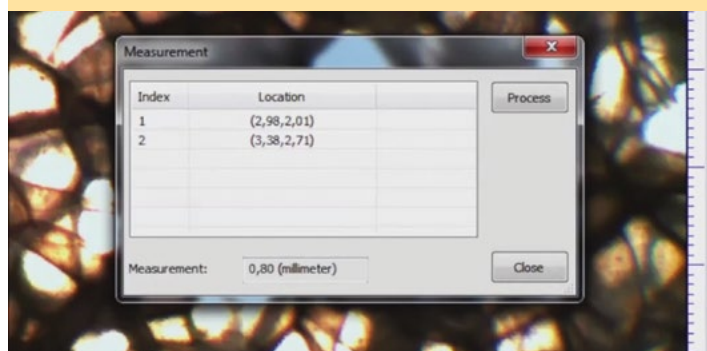 Measurement
Index Location
1 (2,98,2,01)
2 (3,38,2,71)
Process
Measurement: 0,80 (millimeter)
Close